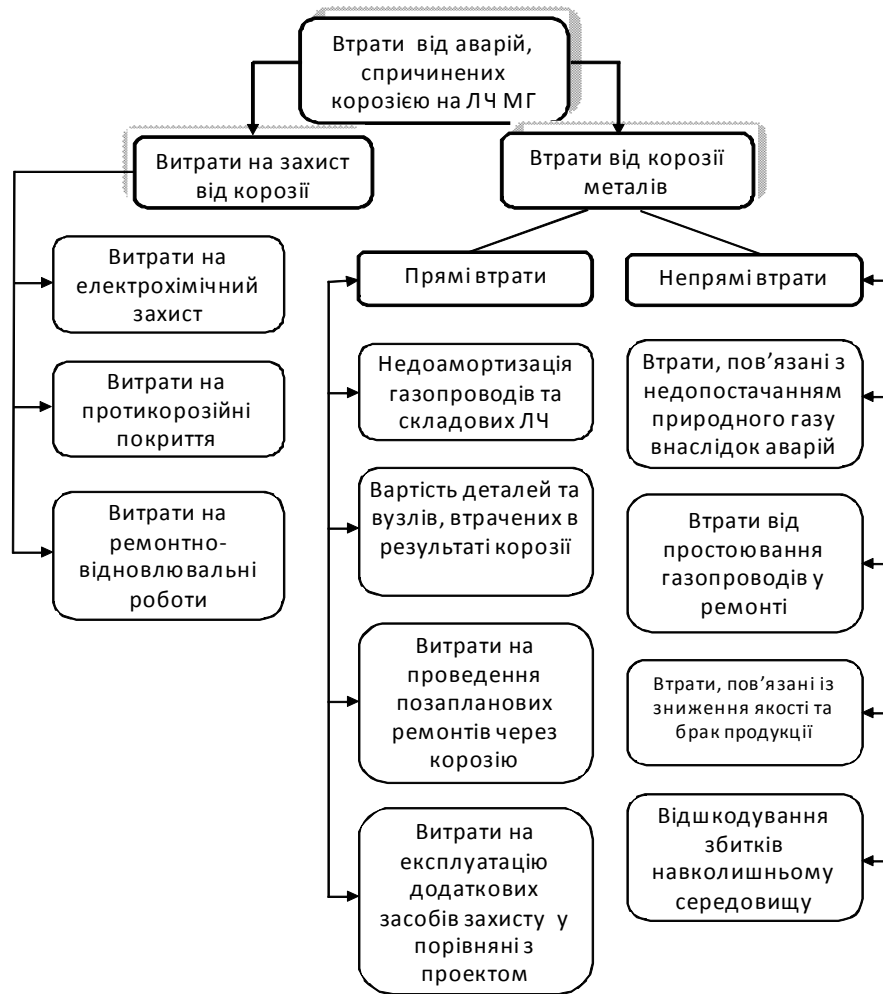 Втрати від аварій,
спричинених
корозією на ЛЧ МГ
Витрати на захист
від корозії
Втрати від корозії
металів
Витрати на
електрохімічний
захист
Витрати на
протикорозійні
покриття
Витрати на
ремонтно-
відновлювальні
роботи
Прямі втрати
Недоамортизація
газопроводів та
складових ЛЧ
Вартість деталей та
вузлів, втрачених в
результаті корозії
Витрати на
проведення
позапланових
ремонтів через
корозію
Витрати на
експлуатацію
додаткових
засобів захисту у
порівняні з
проектом
Непрямі втрати
Втрати, пов’язані з
недопостачанням
природного газу
внаслідок аварій
Втрати від
простоювання
газопроводів у
ремонті
Втрати, пов’язані із
зниження якості та
брак продукції
Відшкодування
збитків
навколишньому
середовищу